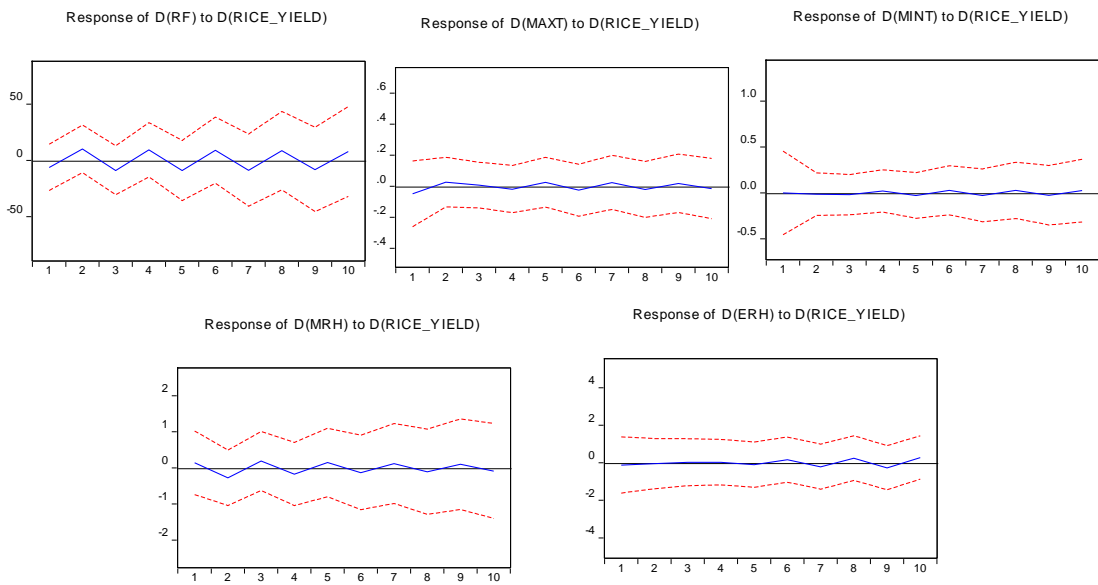 Response of D(RF) to D(RICE_YIELD)
Response of D(MAXT) to D(RICE_YIELD)
Response of D(MINT) to D(RICE_YIELD)
50
0
-50
1 2 3 4 5 6 7 8 9 10
.6
.4
.2
.0
-.2
-.4
1 2 3 4 5 6 7 8 9 10
1.0
0.5
0.0
-0.5
1 2 3 4 5 6 7 8 9 10
Response of D(MRH) to D(RICE_YIELD)
Response of D(ERH) to D(RICE_YIELD)
2
1
0
-1
-2
1 2 3 4 5 6 7 8 9 10
4
2
0
-2
-4
1 2 3 4 5 6 7 8 9 10